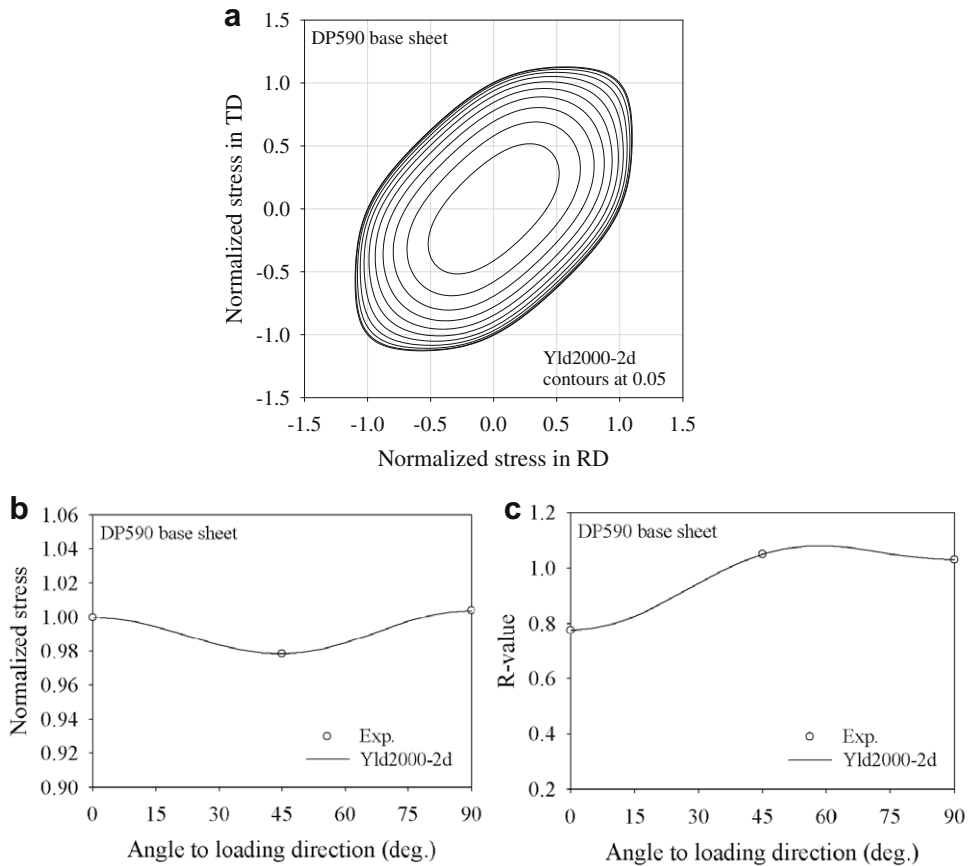 a
DP590 base sheet
1.5
1.0
0.5
0.0
-0.5
-1.0
-1.5
Normalized stress in TD
Yld2000-2d
contours at 0.05
-1.5 -1.0 -0.5 0.0 0.5 1.0 1.5
Normalized stress in RD
b
DP590 base sheet
1.06
1.04
1.02
1.00
0.98
0.96
0.94
0.92
0.90
Normalized stress
Exp.
Yld2000-2d
0 15 30 45 60 75 90
Angle to loading direction (deg.)
c
DP590 base sheet
1.2
1.0
0.8
0.6
0.4
0.2
R-value
Exp.
Yld2000-2d
0 15 30 45 60 75 90
Angle to loading direction (deg.)